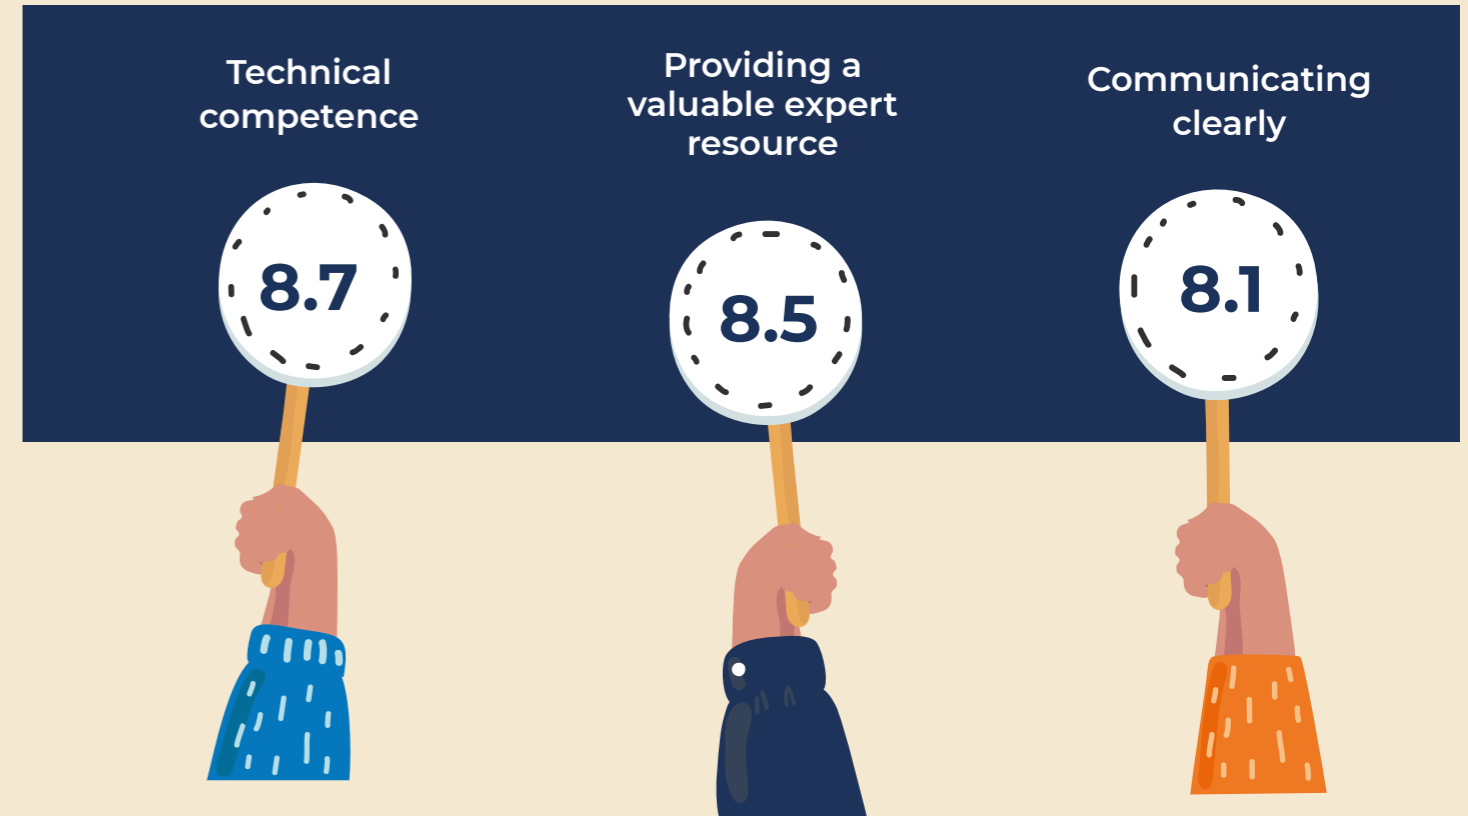 Technical
competence
8.7
Providing a
valuable expert
resource
8.5
Communicating
clearly
8.1